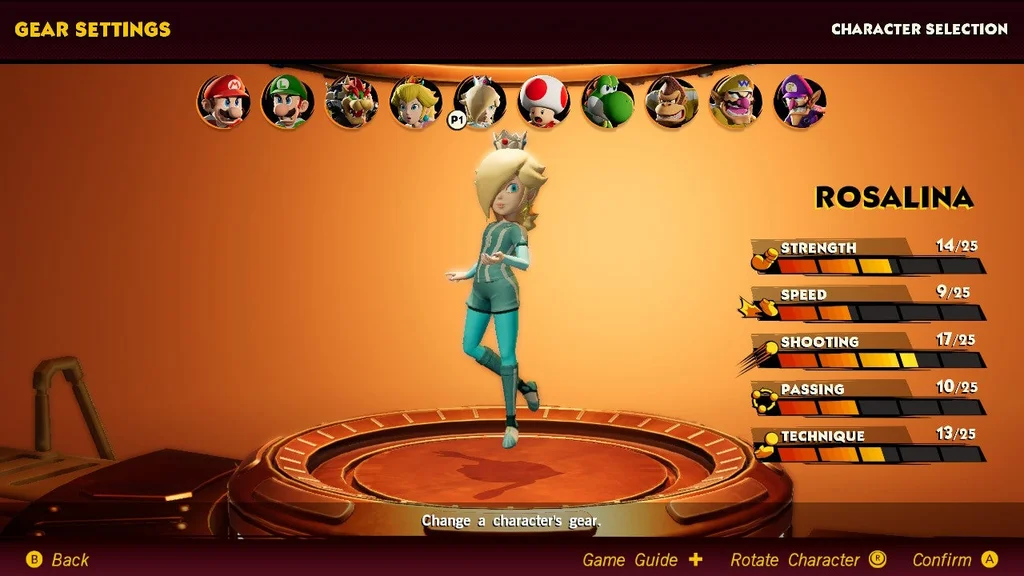 GEAR SETTINGS
CHARACTER SELECTION
P1
ROSALINA
STRENGTH 14/25
SPEED 9/25
SHOOTING 17/25
PASSING 10/25
TECHNIQUE 13/25
Change a character's gear.
B Back
Game Guide + Rotate Character R Confirm A